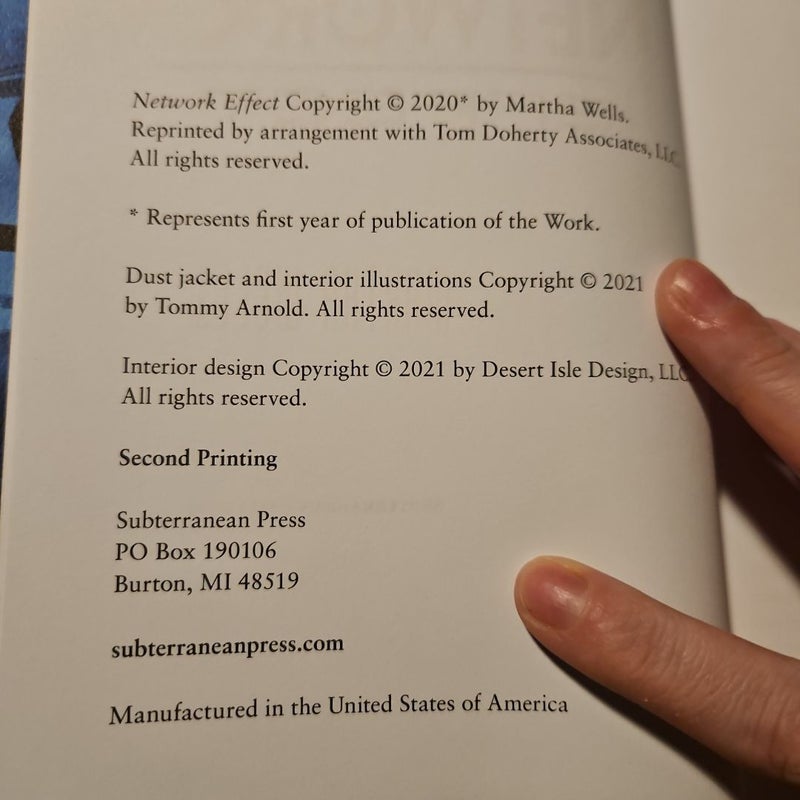 Network Effect Copyright © 2020* by Martha Wells.
Reprinted by arrangement with Tom Doherty Associates, LLC.
All rights reserved.
* Represents first year of publication of the Work.
Dust jacket and interior illustrations Copyright © 2021
by Tommy Arnold. All rights reserved.
Interior design Copyright © 2021 by Desert Isle Design, LLC
All rights reserved.
Second Printing
Subterranean Press
PO Box 190106
Burton, MI 48519
subterraneanpress.com
Manufactured in the United States of America